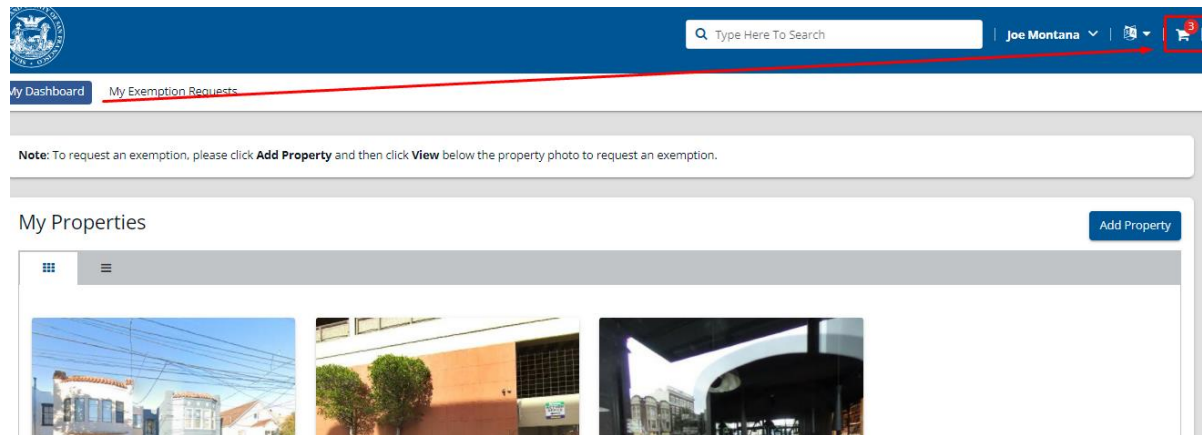 Type Here To Search
Joe Montana
3
My Dashboard
My Exemption Requests
Note: To request an exemption, please click Add Property and then click View below the property photo to request an exemption.
My Properties
Add Property